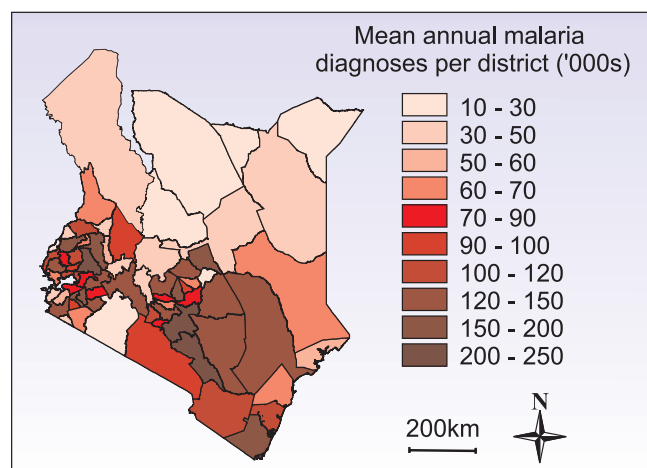 Mean annual malaria
diagnoses per district ('000s)
10 - 30
30 - 50
50 - 60
60 - 70
70 - 90
90 - 100
100 - 120
120 - 150
150 - 200
200 - 250
N
200km